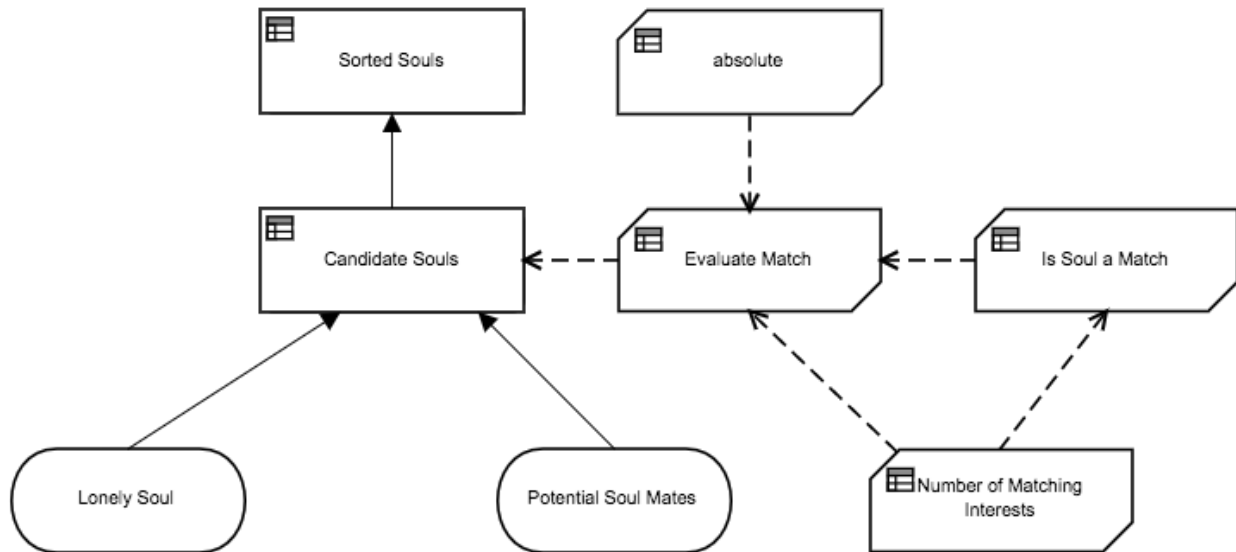 Sorted Souls
absolute
Candidate Souls
Evaluate Match
Is Soul a Match
Lonely Soul
Potential Soul Mates
Number of Matching
Interests